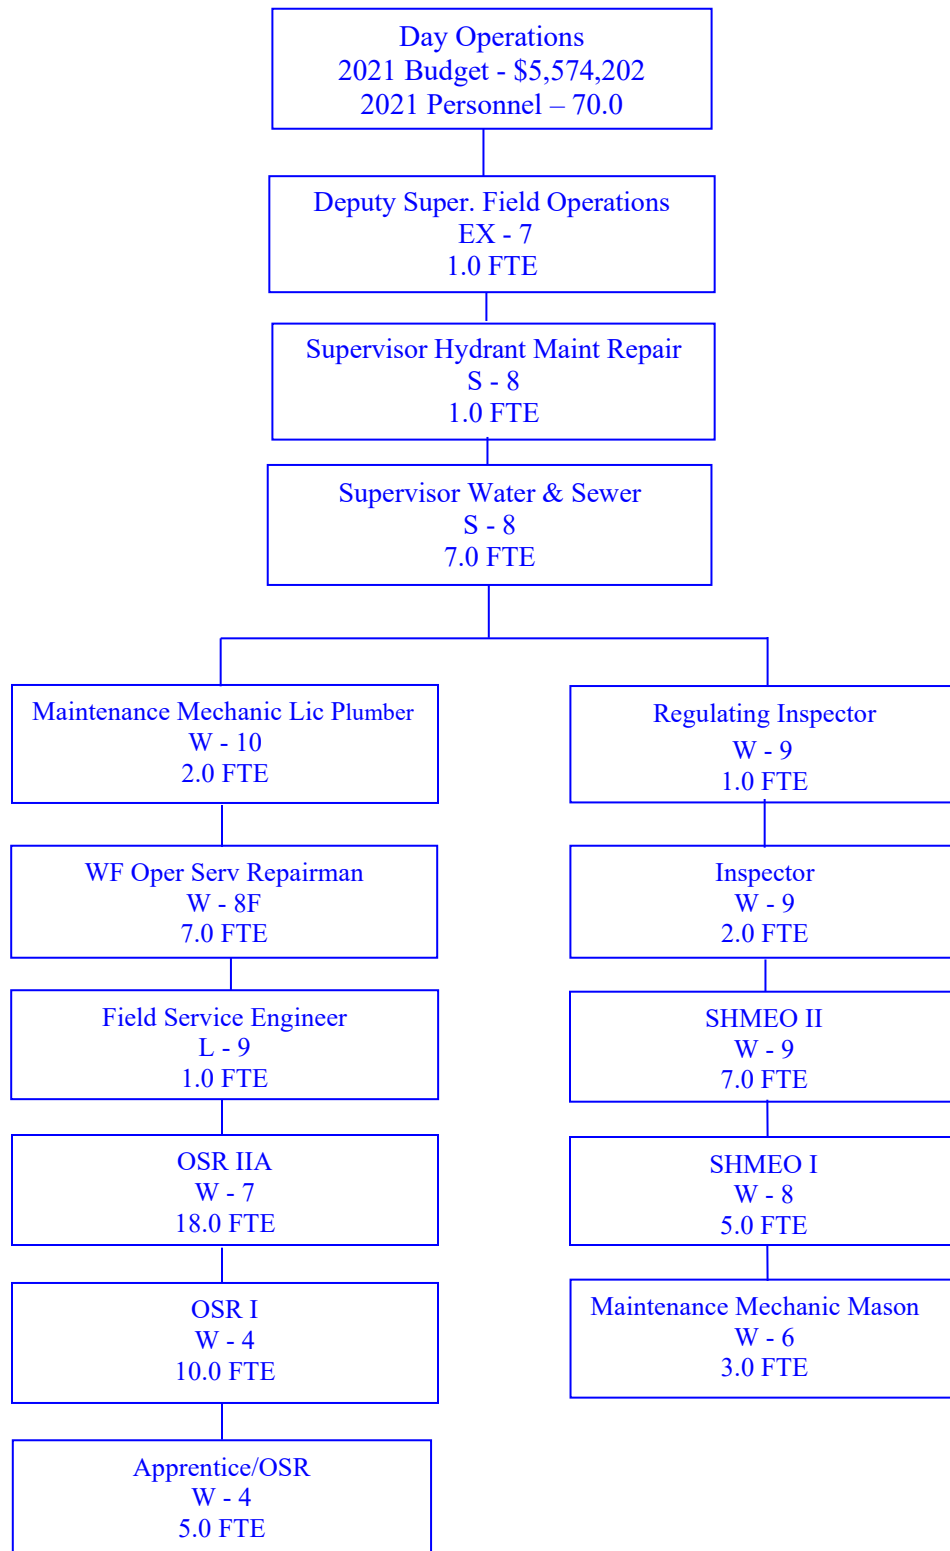 Day Operations
2021 Budget - $5,574,202
2021 Personnel – 70.0
Deputy Super. Field Operations
EX - 7
1.0 FTE
Supervisor Hydrant Maint Repair
S - 8
1.0 FTE
Supervisor Water & Sewer
S - 8
7.0 FTE
Maintenance Mechanic Lic Plumber
W - 10
2.0 FTE
WF Oper Serv Repairman
W - 8F
7.0 FTE
Field Service Engineer
L - 9
1.0 FTE
OSR IIA
W - 7
18.0 FTE
OSR I
W - 4
10.0 FTE
Apprentice/OSR
W - 4
5.0 FTE
Regulating Inspector
W - 9
1.0 FTE
Inspector
W - 9
2.0 FTE
SHMEO II
W - 9
7.0 FTE
SHMEO I
W - 8
5.0 FTE
Maintenance Mechanic Mason
W - 6
3.0 FTE